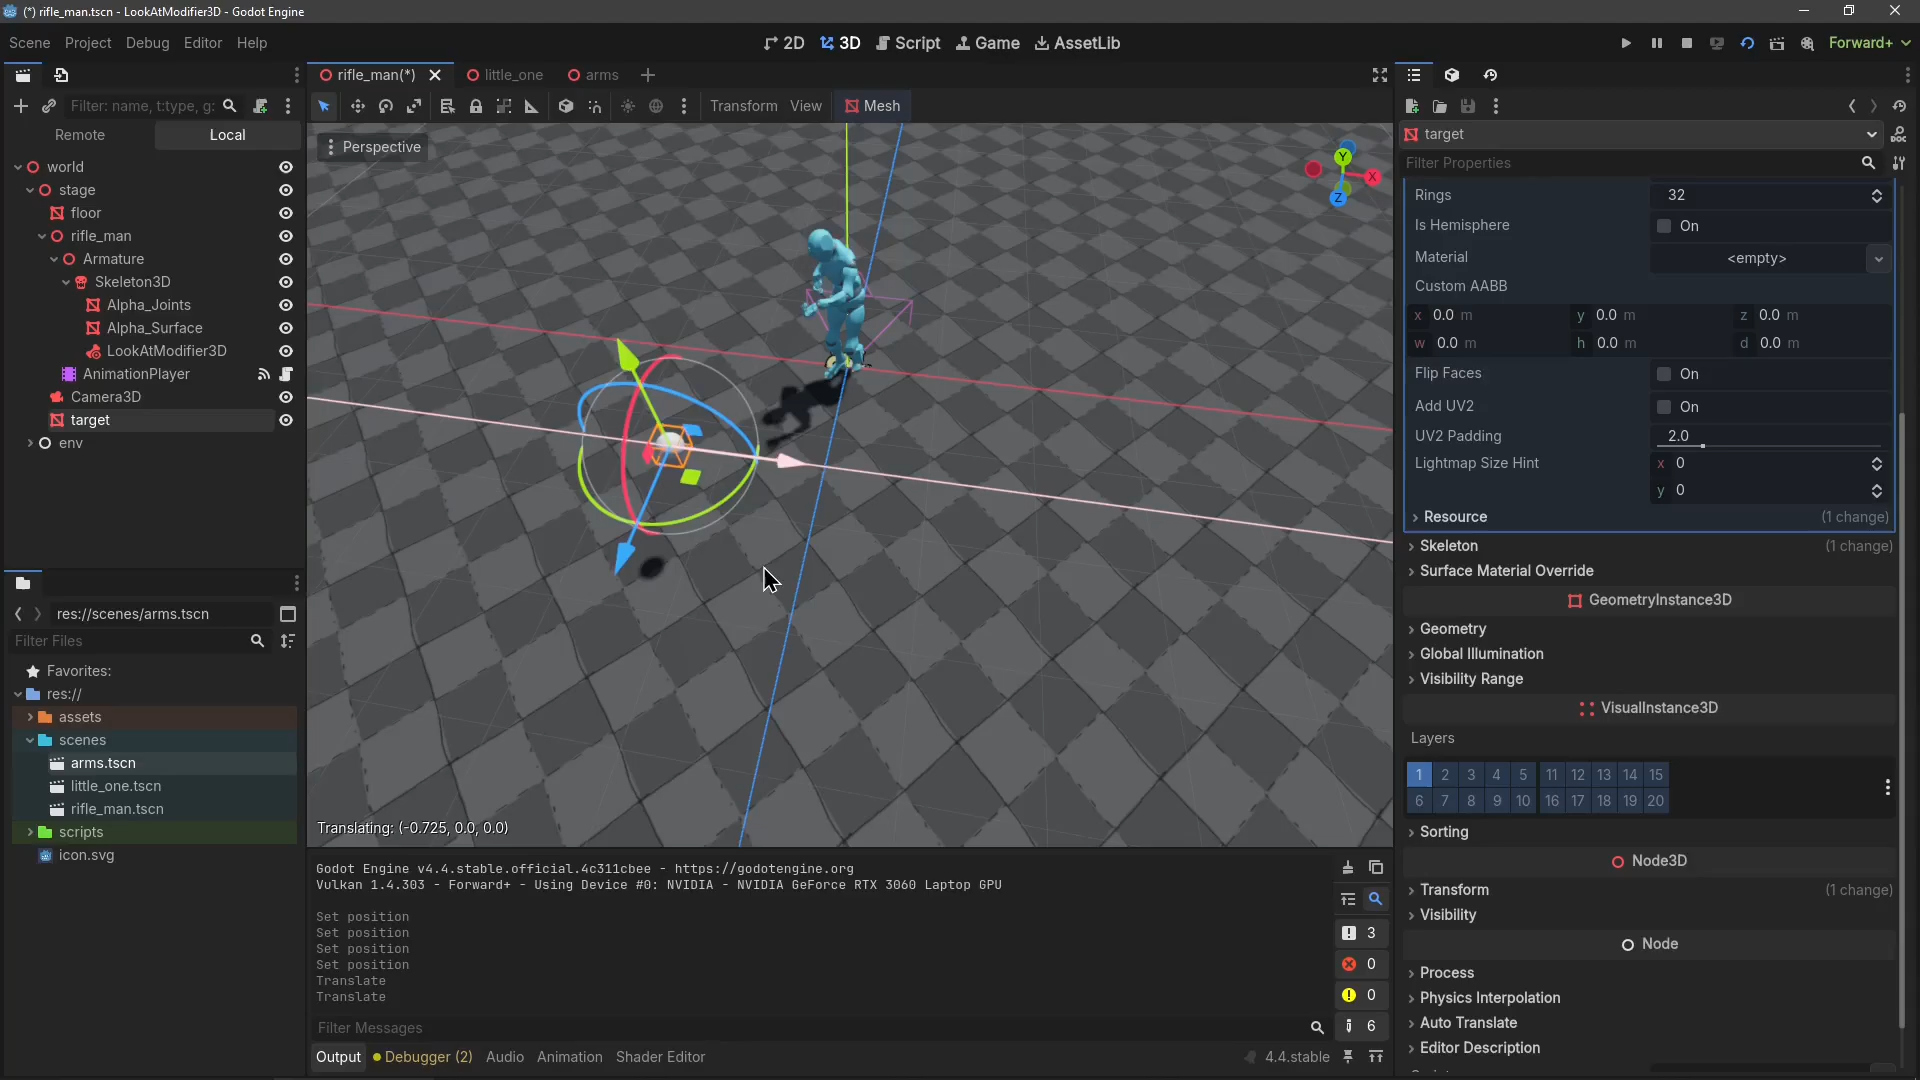 (*) rifle_man.tscn - LookAtModifier3D - Godot Engine
Scene Project Debug Editor Help
2D 3D Script Game AssetLib
Forward+
rifle_man(*) little_one arms
Filter: name, t:type, g:
Transform View Mesh
Remote Local
world
stage
floor
rifle_man
Armature
Skeleton3D
Alpha_Joints
Alpha_Surface
LookAtModifier3D
AnimationPlayer
Camera3D
target
env
res://scenes/arms.tscn
Filter Files
Favorites:
res://
assets
scenes
arms.tscn
little_one.tscn
rifle_man.tscn
scripts
icon.svg
Perspective
Y
X
Z
Translating: (-0.725, 0.0, 0.0)
Godot Engine v4.4.stable.official.4c311cbee - https://godotengine.org
Vulkan 1.4.303 - Forward+ - Using Device #0: NVIDIA - NVIDIA GeForce RTX 3060 Laptop GPU
Set position
Set position
Set position
Set position
Translate
Translate
3
0
0
6
Filter Messages
Output Debugger (2) Audio Animation Shader Editor
4.4.stable
target
Filter Properties
Rings 32
Is Hemisphere On
Material <empty>
Custom AABB
x 0.0 m y 0.0 m z 0.0 m
w 0.0 m h 0.0 m d 0.0 m
Flip Faces On
Add UV2 On
UV2 Padding 2.0
Lightmap Size Hint x 0
y 0
Resource (1 change)
Skeleton (1 change)
Surface Material Override
GeometryInstance3D
Geometry
Global Illumination
Visibility Range
VisualInstance3D
Layers
1 2 3 4 5 11 12 13 14 15
6 7 8 9 10 16 17 18 19 20
Sorting
Node3D
Transform (1 change)
Visibility
Node
Process
Physics Interpolation
Auto Translate
Editor Description